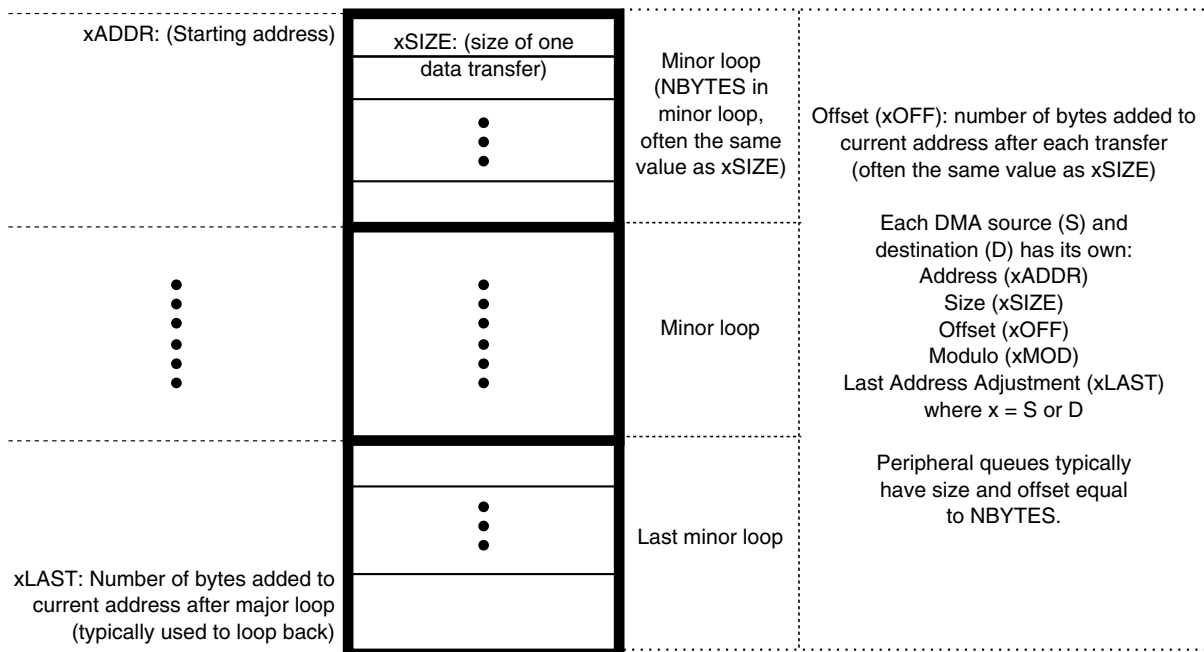 xADDR: (Starting address)
xSIZE: (size of one
data transfer)
Minor loop
(NBYTES in
minor loop,
often the same
value as xSIZE)
Offset (xOFF): number of bytes added to
current address after each transfer
(often the same value as xSIZE)
Each DMA source (S) and
destination (D) has its own:
Address (xADDR)
Size (xSIZE)
Offset (xOFF)
Modulo (xMOD)
Last Address Adjustment (xLAST)
where x = S or D
Peripheral queues typically
have size and offset equal
to NBYTES.
Minor loop
Last minor loop
xLAST: Number of bytes added to
current address after major loop
(typically used to loop back)